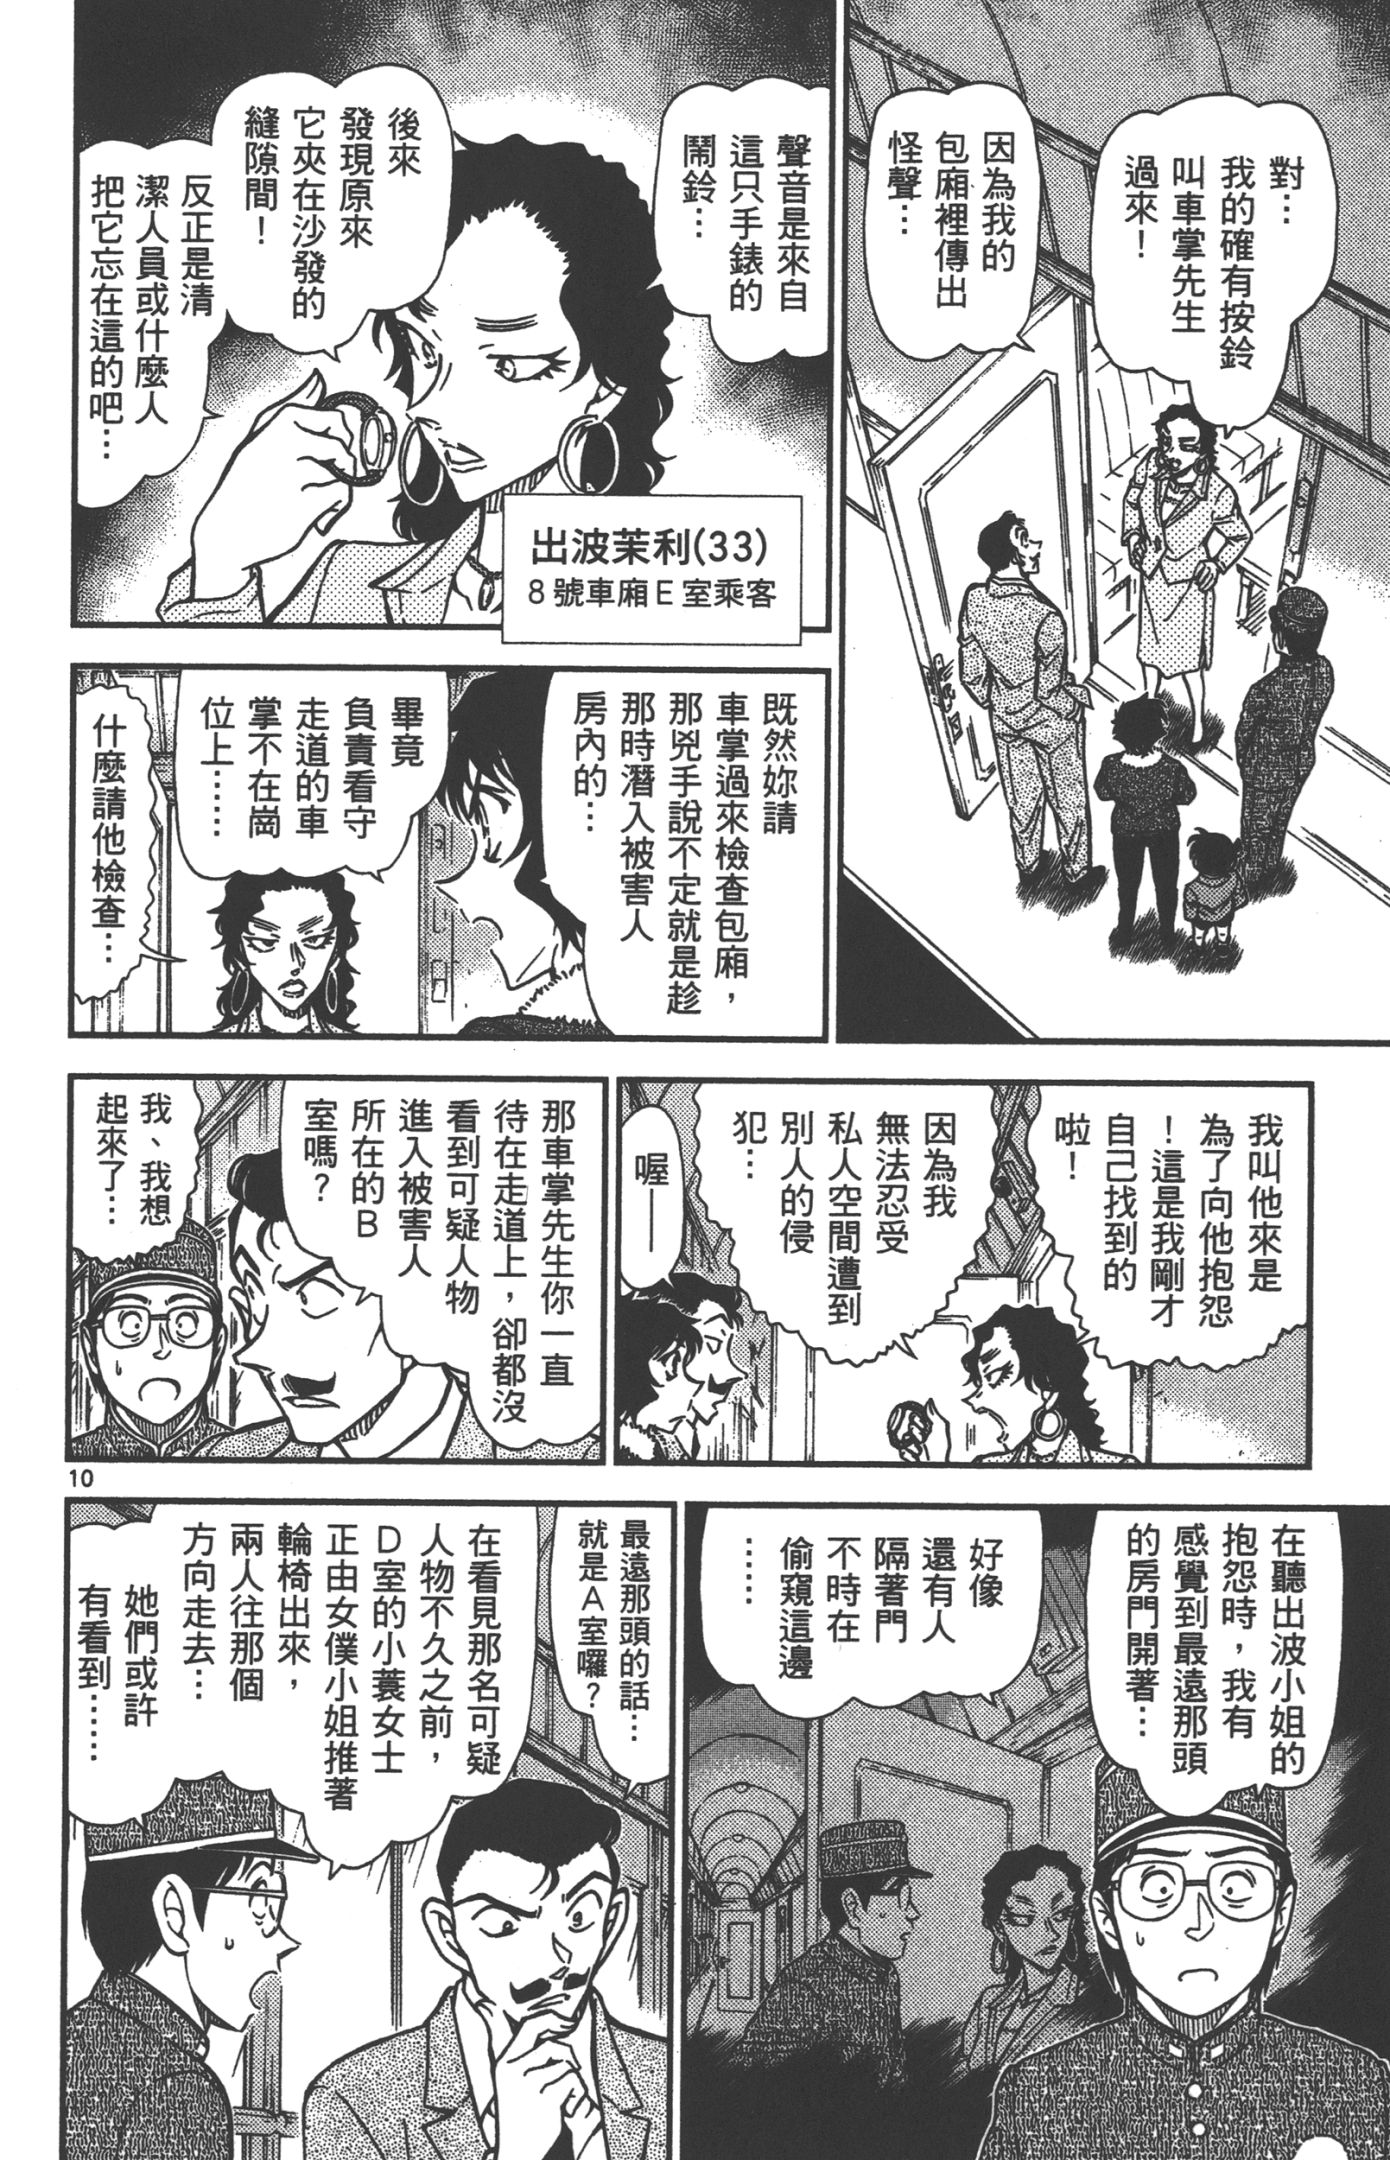 對…
我的確有按鈴
叫車掌先生
過來！
因為我的
包廂裡傳出
怪聲…
聲音是來自
這只手錶的
鬧鈴…
後來
發現原來
它夾在沙發的
縫隙間！
反正是清
潔人員或什麼人
把它忘在這的吧…
出波茉利(33)
8號車廂E室乘客
既然妳請
車掌過來檢查包廂，
那兇手說不定就是趁
那時潛入被害人
房內的…
畢竟
負責看守
走道的車
掌不在崗
位上……
什麼請他檢查…
我叫他來是
為了向他抱怨
！這是我剛才
自己找到的
啦！
因為我
無法忍受
私人空間遭到
別人的侵
犯…
喔—
那車掌先生你一直
待在走道上，卻都沒
看到可疑人物
進入被害人
所在的B
室嗎？
我、我想
起來了…
10
在聽出波小姐的
抱怨時，我有
感覺到最遠那頭
的房門開著…
好像
還有人
隔著門
不時在
偷窺這邊
……
最遠那頭的話…
就是A室囉？
在看見那名可疑
人物不久之前，
D室的小蓑女士
正由女僕小姐推著
輪椅出來，
兩人往那個
方向走去…
她們或許
有看到……